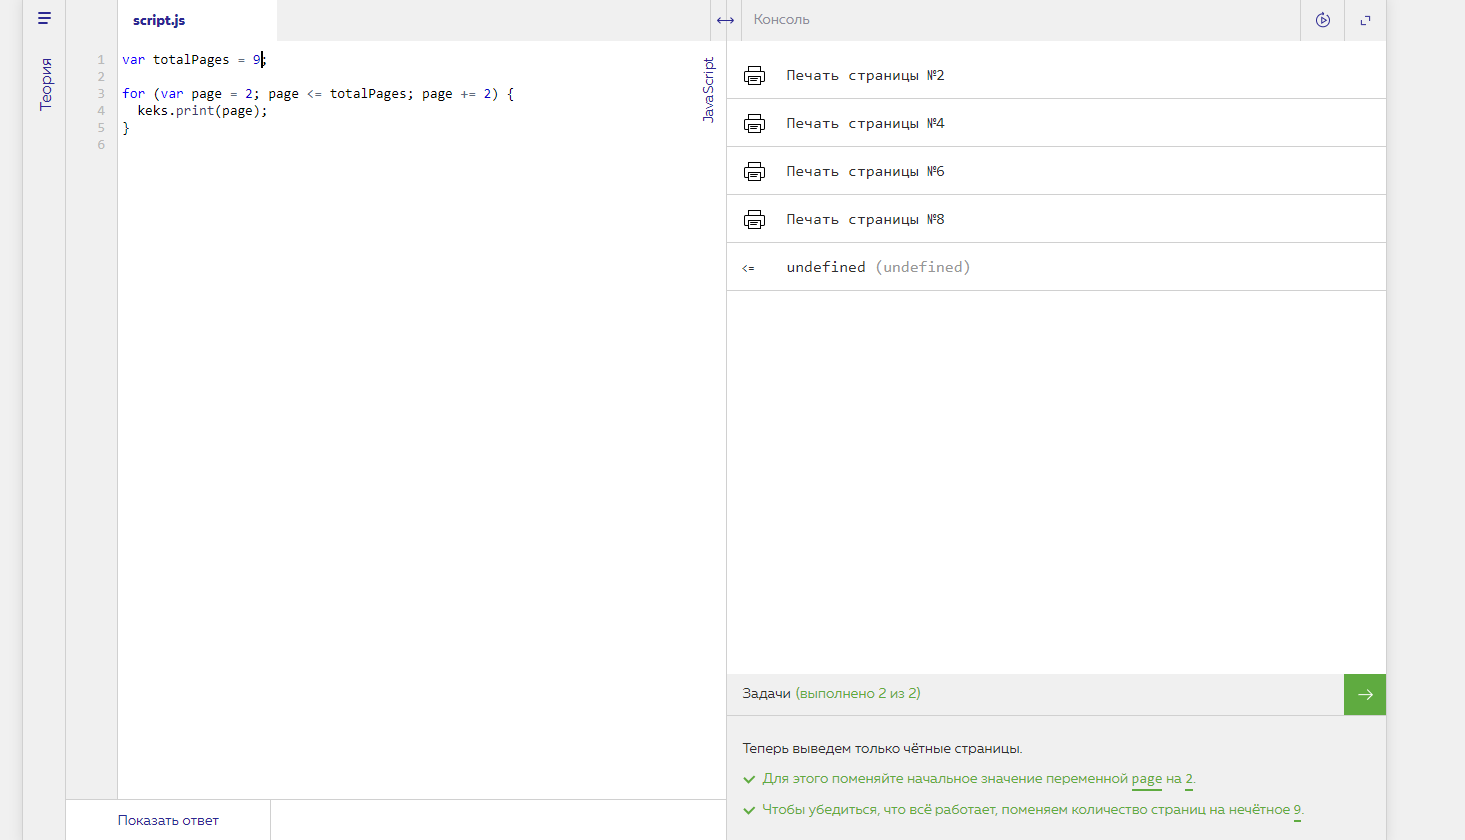 script.js
Консоль
Теория
JavaScript
1 var totalPages = 9;
2
3 for (var page = 2; page <= totalPages; page += 2) {
4   keks.print(page);
5 }
6
Печать страницы №2
Печать страницы №4
Печать страницы №6
Печать страницы №8
<= undefined (undefined)
Задачи (выполнено 2 из 2)
Теперь выведем только чётные страницы.
Для этого поменяйте начальное значение переменной page на 2.
Чтобы убедиться, что всё работает, поменяем количество страниц на нечётное 9.
Показать ответ